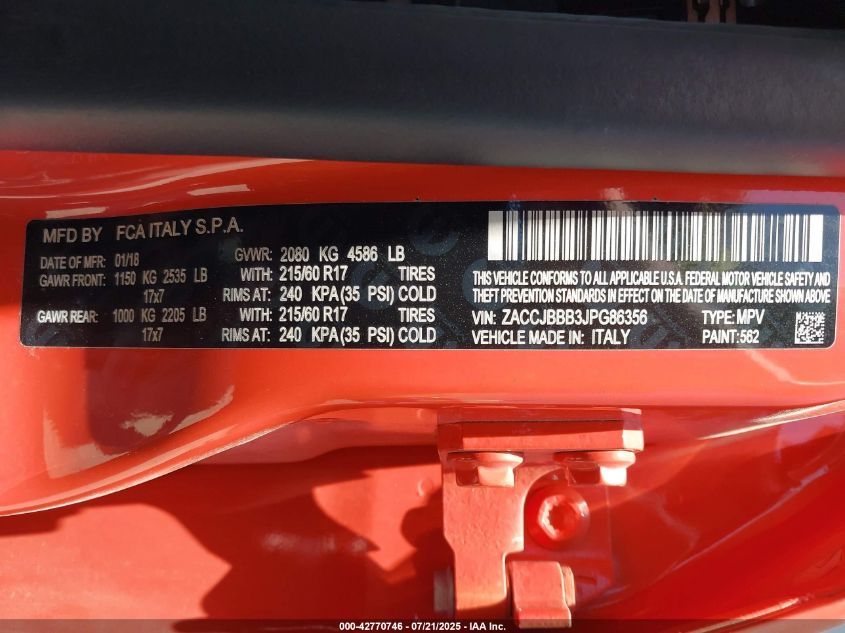 MFD BY FCA ITALY S.P.A.
DATE OF MFR: 01/18 GVWR: 2080 KG 4586 LB
GAWR FRONT: 1150 KG 2535 LB WITH: 215/60 R17 TIRES
17x7 RIMS AT: 240 KPA(35 PSI) COLD
GAWR REAR: 1000 KG 2205 LB WITH: 215/60 R17 TIRES
17x7 RIMS AT: 240 KPA(35 PSI) COLD
THIS VEHICLE CONFORMS TO ALL APPLICABLE U.S.A. FEDERAL MOTOR VEHICLE SAFETY AND
THEFT PREVENTION STANDARDS IN EFFECT ON THE DATE OF MANUFACTURE SHOWN ABOVE.
VIN: ZACCJBBB3JPG86356 TYPE: MPV
VEHICLE MADE IN: ITALY PAINT: 562
000-42770746 - 07/21/2025 - IAA Inc.